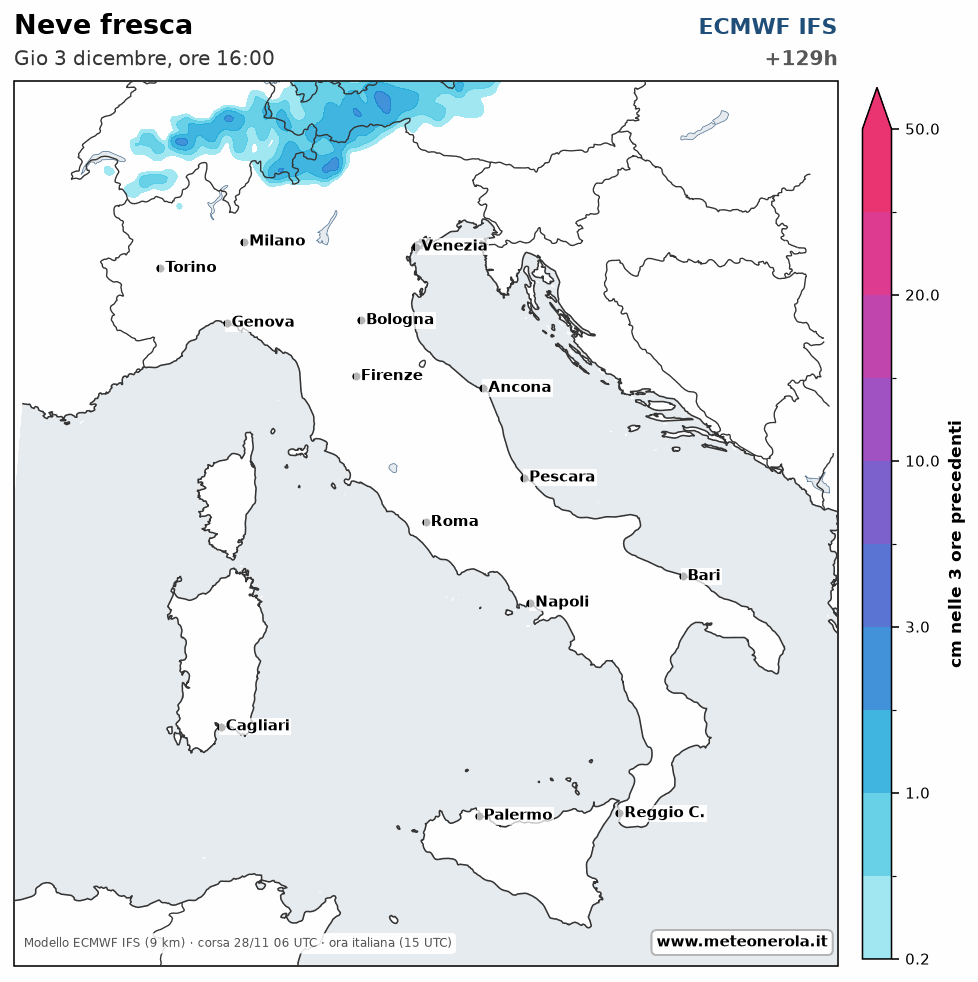 Neve fresca
ECMWF IFS
Gio 3 dicembre, ore 16:00
+129h
Milano
Venezia
Torino
Genova
Bologna
Firenze
Ancona
Pescara
Roma
Bari
Napoli
Cagliari
Palermo
Reggio C.
50.0
20.0
10.0
3.0
1.0
0.2
cm nelle 3 ore precedenti
Modello ECMWF IFS (9 km) · corsa 28/11 06 UTC · ora italiana (15 UTC)
www.meteonerola.it